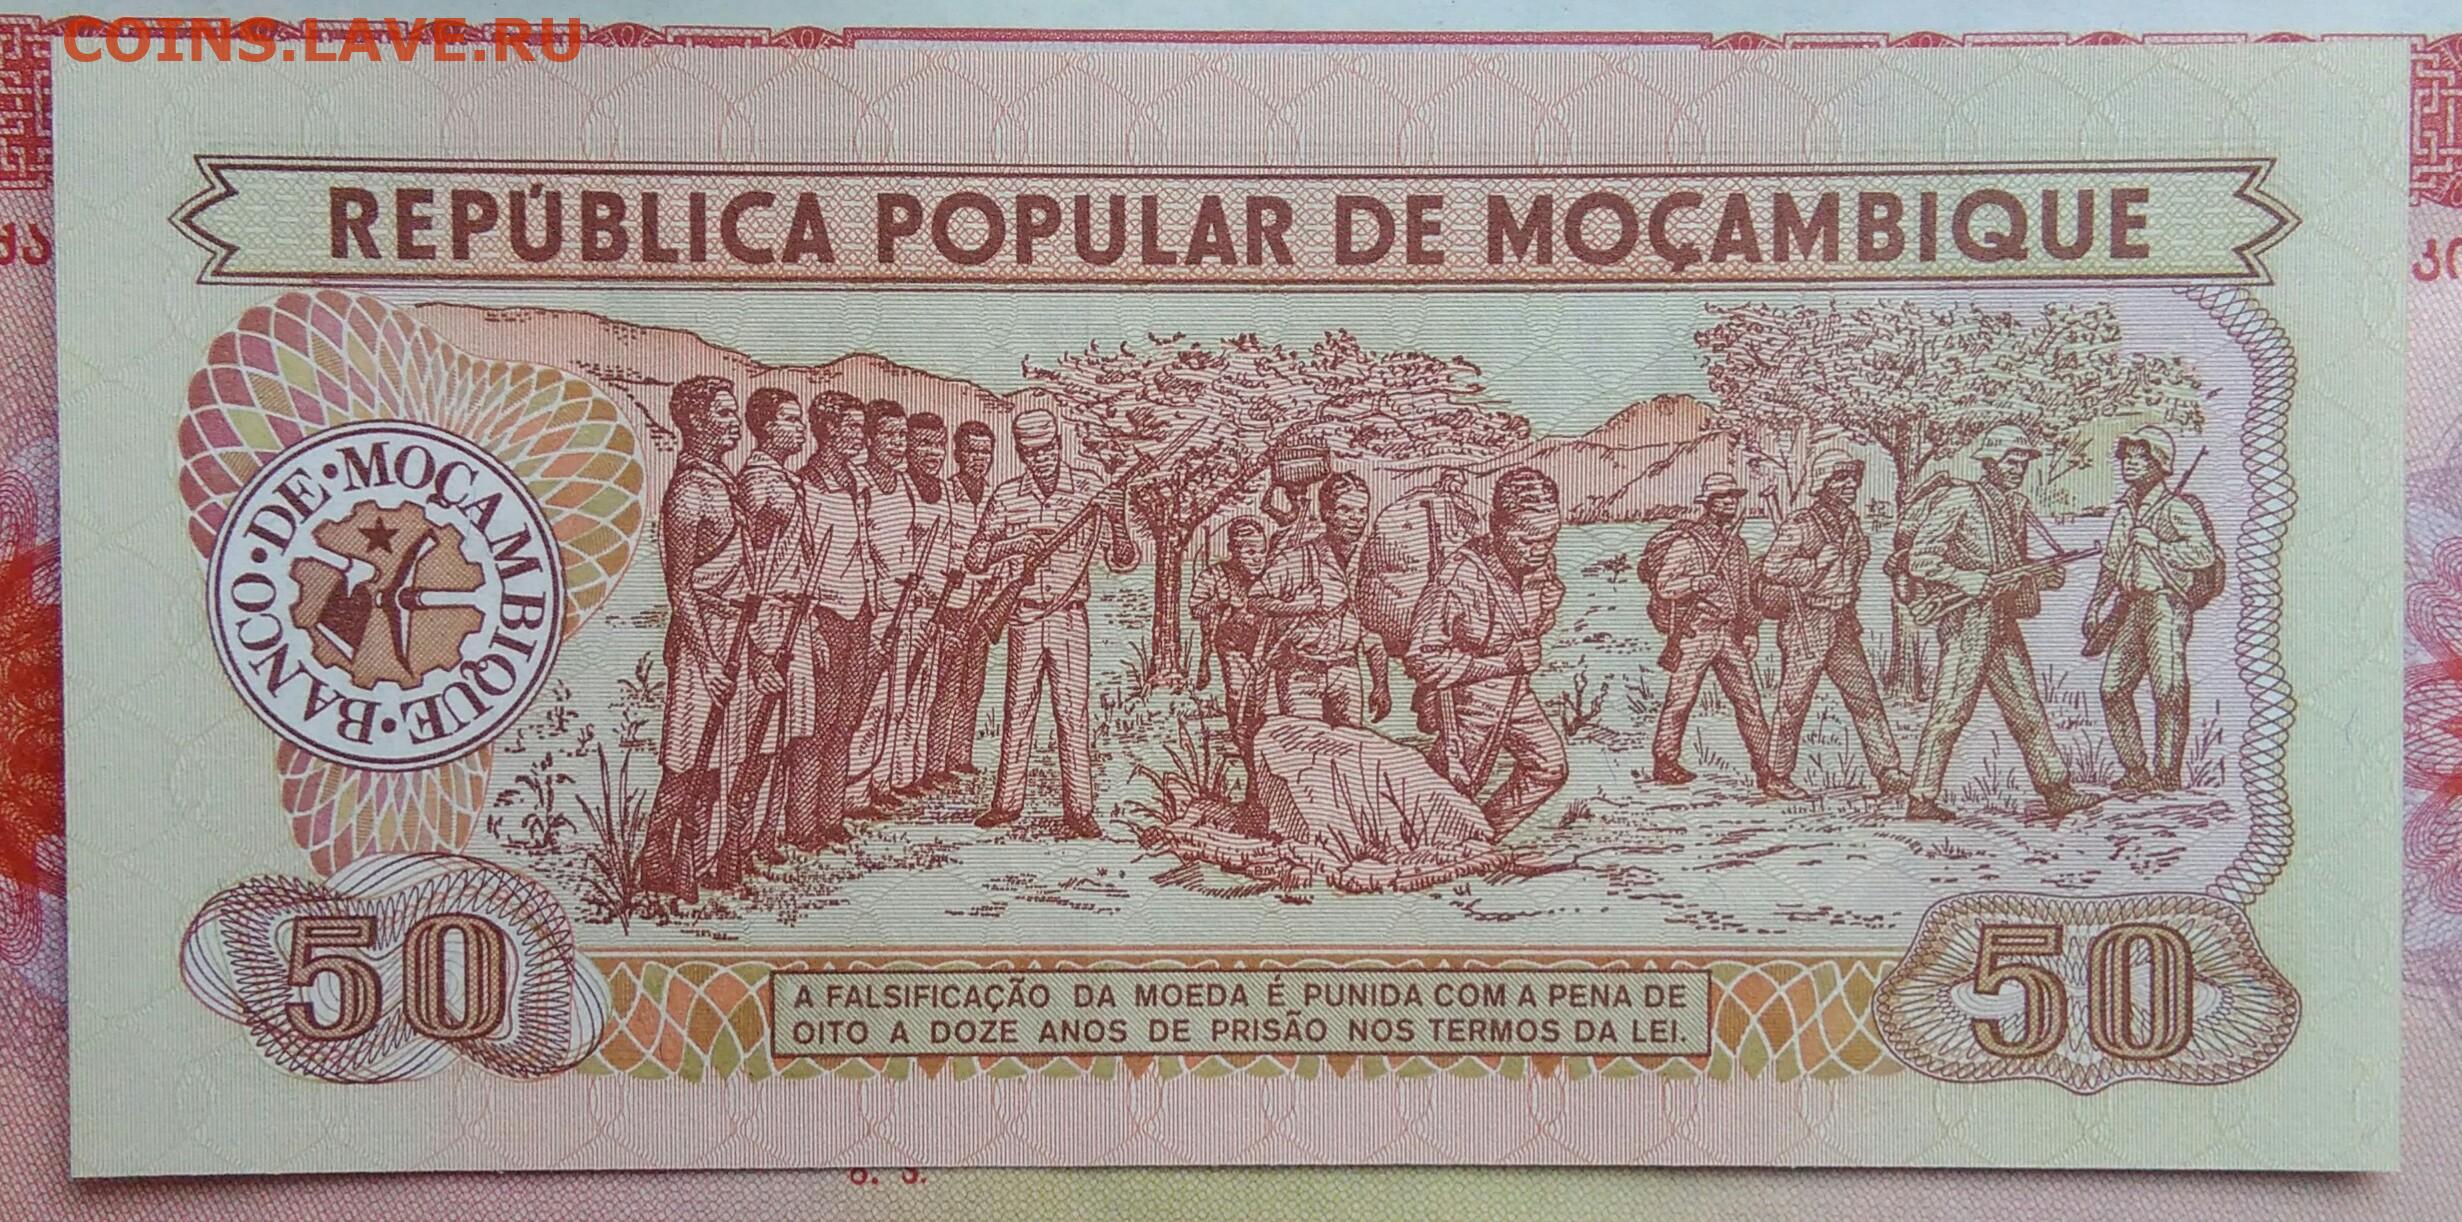 COINS.LAVE.RU
REPÚBLICA POPULAR DE MOÇAMBIQUE
BANCO · DE · MOÇAMBIQUE ·
50
A FALSIFICAÇÃO DA MOEDA É PUNIDA COM A PENA DE
OITO A DOZE ANOS DE PRISÃO NOS TERMOS DA LEI.
50